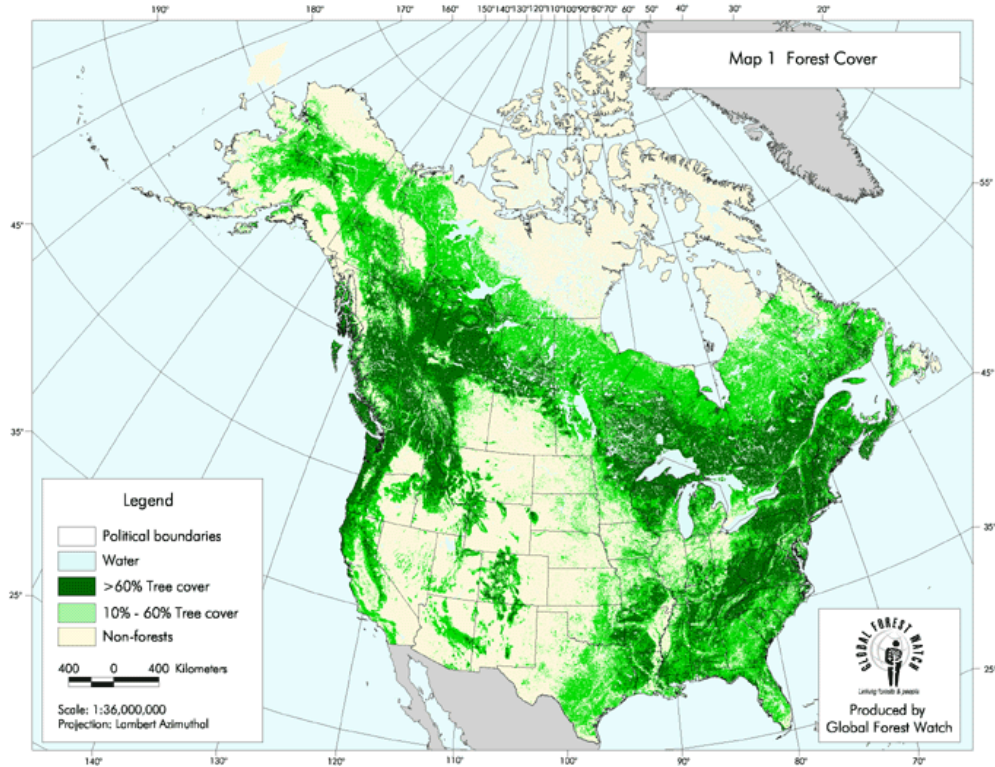 190° 180° 170° 160° 150°140°130°120°110°100°90°80°70° 60° 50° 40° 30° 20°
Map 1 Forest Cover
55°
45°
45°
35°
35°
25°
25°
Legend
Political boundaries
Water
>60% Tree cover
10% - 60% Tree cover
Non-forests
400 0 400 Kilometers
Scale: 1:36,000,000
Projection: Lambert Azimuthal
GLOBAL FOREST WATCH
Linking forests & people
Produced by
Global Forest Watch
140° 130° 120° 110° 100° 90° 80° 70°